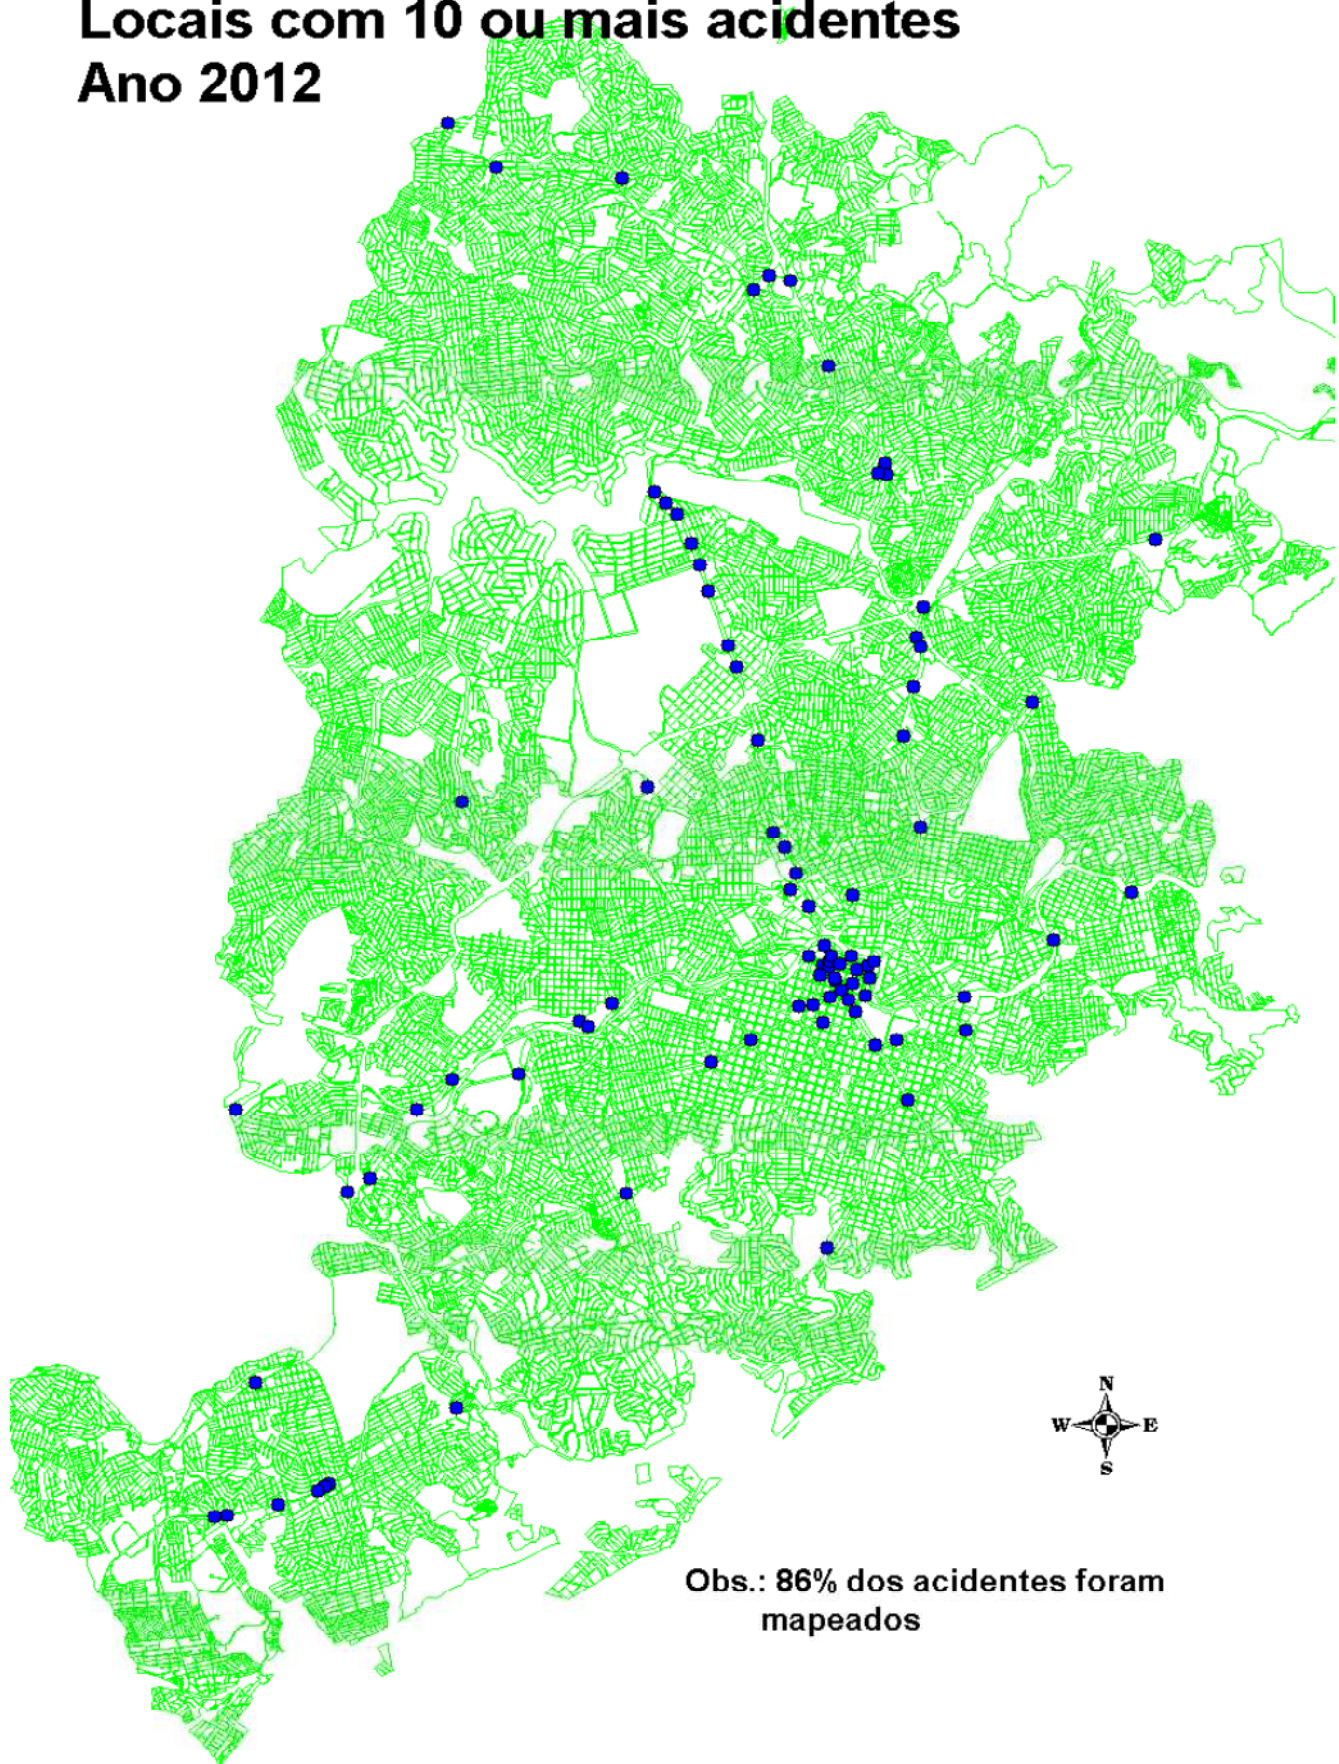 Locais com 10 ou mais acidentes
Ano 2012
N
W E
S
Obs.: 86% dos acidentes foram
mapeados